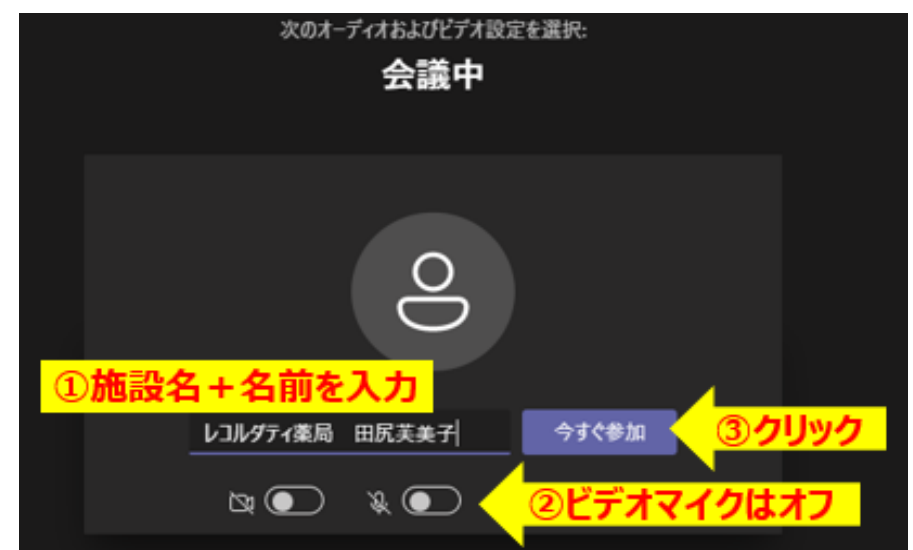 次のオーディオおよびビデオ設定を選択:
会議中
①施設名+名前を入力
レコルダティ薬局　田尻芙美子
今すぐ参加
③クリック
②ビデオマイクはオフ